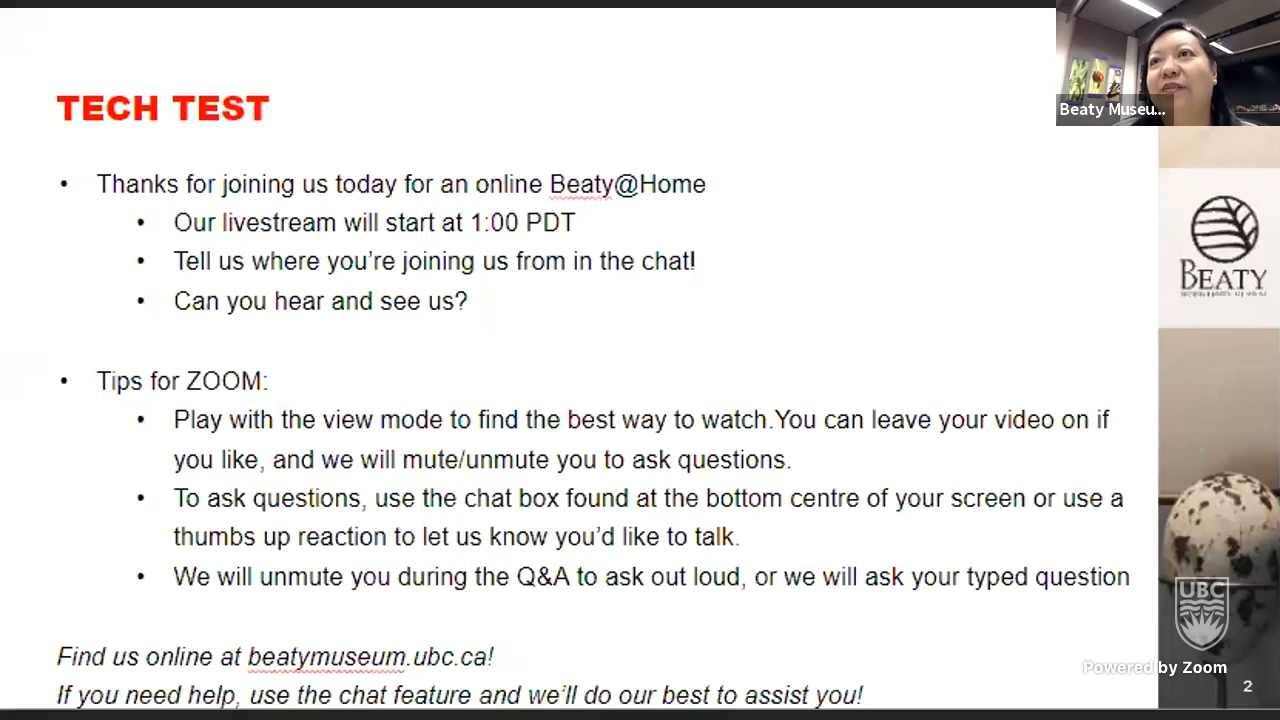 TECH TEST
Beaty Museu...
• Thanks for joining us today for an online Beaty@Home
• Our livestream will start at 1:00 PDT
• Tell us where you're joining us from in the chat!
• Can you hear and see us?
BEATY
• Tips for ZOOM:
• Play with the view mode to find the best way to watch.You can leave your video on if
you like, and we will mute/unmute you to ask questions.
• To ask questions, use the chat box found at the bottom centre of your screen or use a
thumbs up reaction to let us know you'd like to talk.
• We will unmute you during the Q&A to ask out loud, or we will ask your typed question
UBC
Find us online at beatymuseum.ubc.ca!
Powered by Zoom
If you need help, use the chat feature and we'll do our best to assist you!
2